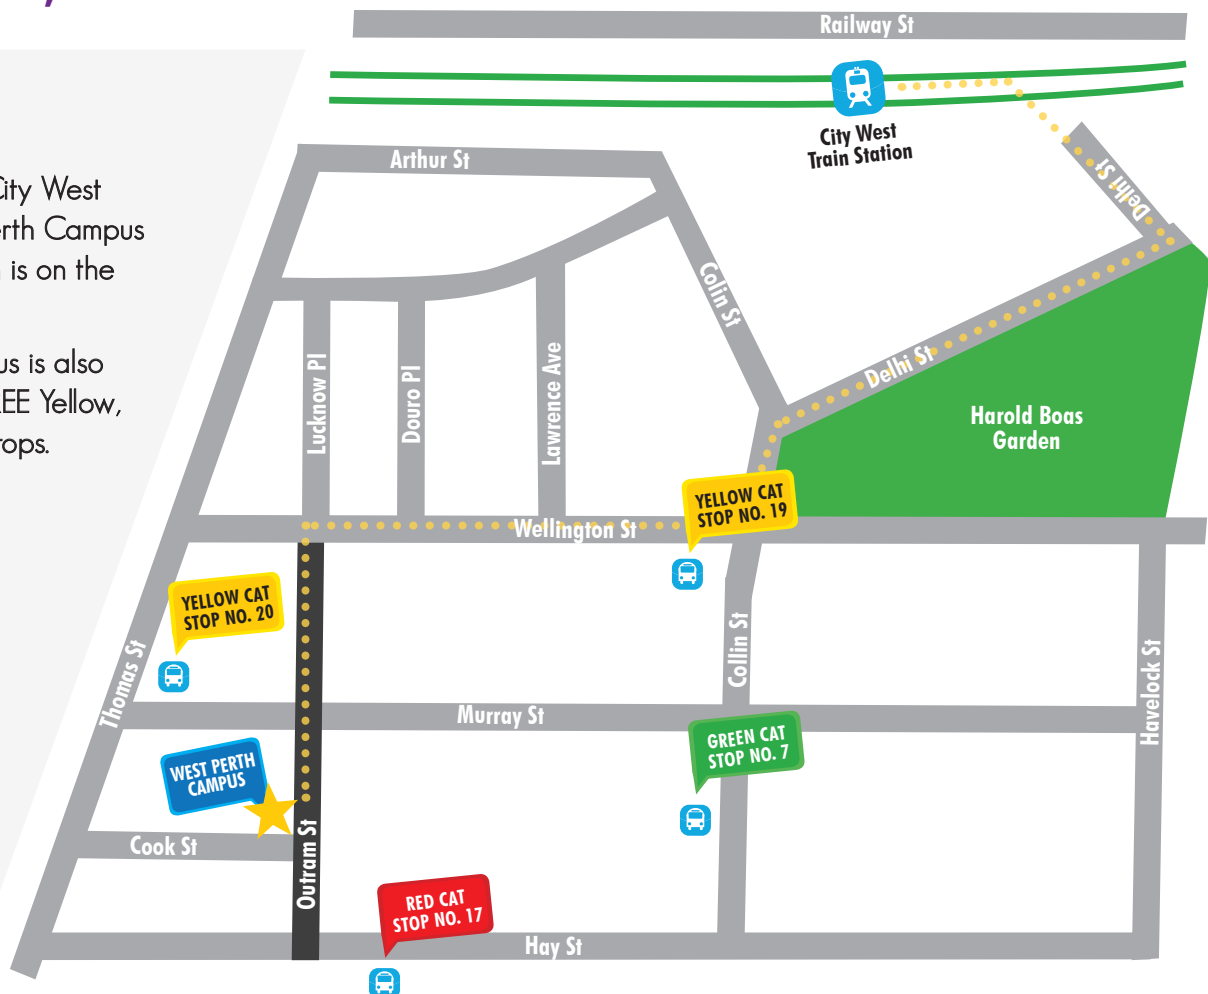 Railway St
City West
Train Station
Arthur St
Delhi St
City West
erth Campus
is on the
us is also
EE Yellow,
rops.
Colin St
Lucknow Pl
Douro Pl
Lawrence Ave
Delhi St
Harold Boas
Garden
YELLOW CAT
STOP NO. 19
Wellington St
YELLOW CAT
STOP NO. 20
Thomas St
Collin St
Havelock St
Murray St
GREEN CAT
STOP NO. 7
WEST PERTH
CAMPUS
Cook St
Outram St
RED CAT
STOP NO. 17
Hay St